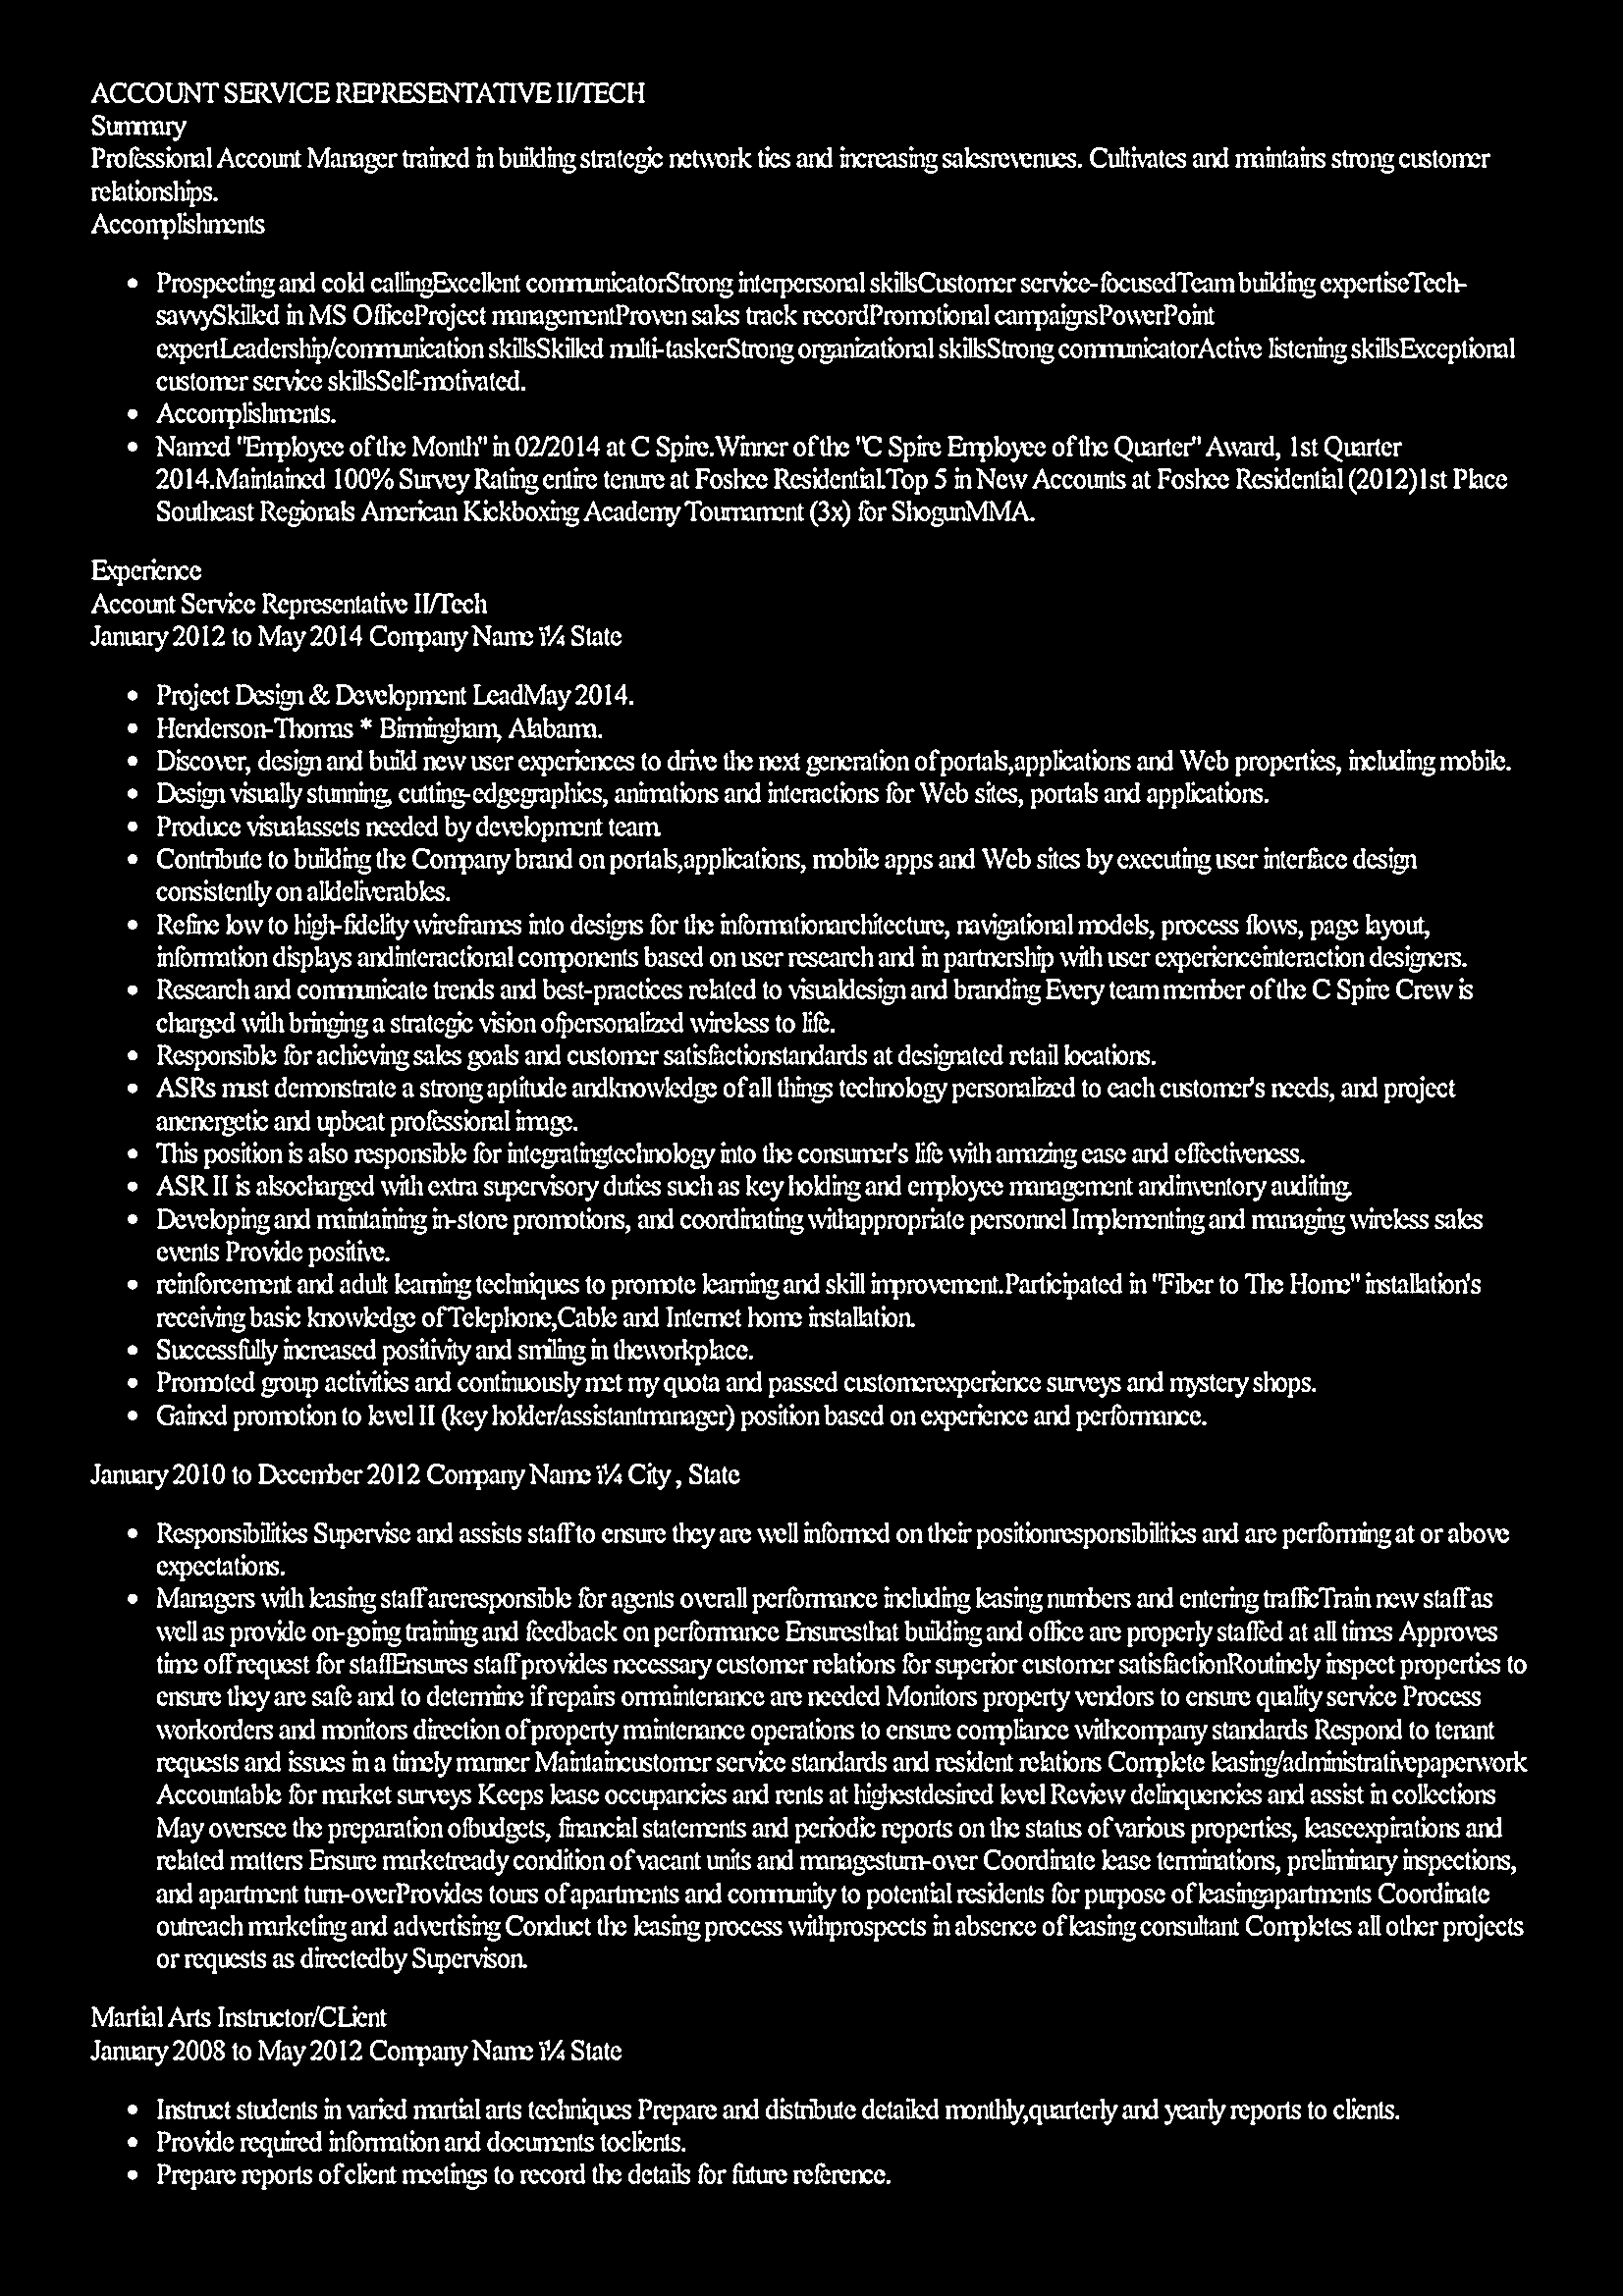 ACCOUNT SERVICE REPRESENTATIVE II/TECH
Summary
Professional Account Manager trained in building strategic network ties and increasing salesrevenues. Cultivates and maintains strong customer
relationships.
Accomplishments
• Prospecting and cold callingExcellent communicatorStrong interpersonal skillsCustomer service-focusedTeam building expertiseTech-
savvySkilled in MS OfficeProject managementProven sales track recordPromotional campaignsPowerPoint
expertLeadership/communication skillsSkilled multi-taskerStrong organizational skillsStrong communicatorActive listening skillsExceptional
customer service skillsSelf-motivated.
• Accomplishments.
• Named "Employee of the Month" in 02/2014 at C Spire.Winner of the "C Spire Employee of the Quarter" Award, 1st Quarter
2014.Maintained 100% Survey Rating entire tenure at Foshee Residential.Top 5 in New Accounts at Foshee Residential (2012)1st Place
Southeast Regionals American Kickboxing Academy Tournament (3x) for ShogunMMA.
Experience
Account Service Representative II/Tech
January 2012 to May 2014 Company Name ï¼ State
• Project Design & Development LeadMay 2014.
• Henderson-Thomas * Birmingham, Alabama.
• Discover, design and build new user experiences to drive the next generation of portals,applications and Web properties, including mobile.
• Design visually stunning, cutting-edgegraphics, animations and interactions for Web sites, portals and applications.
• Produce visualassets needed by development team.
• Contribute to building the Company brand on portals,applications, mobile apps and Web sites by executing user interface design
consistently on alldeliverables.
• Refine low to high-fidelity wireframes into designs for the informationarchitecture, navigational models, process flows, page layout,
information displays andinteractional components based on user research and in partnership with user experienceinteraction designers.
• Research and communicate trends and best-practices related to visualdesign and branding Every team member of the C Spire Crew is
charged with bringing a strategic vision ofpersonalized wireless to life.
• Responsible for achieving sales goals and customer satisfactionstandards at designated retail locations.
• ASRs must demonstrate a strong aptitude andknowledge of all things technology personalized to each customer's needs, and project
anenergetic and upbeat professional image.
• This position is also responsible for integratingtechnology into the consumer's life with amazing ease and effectiveness.
• ASR II is alsocharged with extra supervisory duties such as key holding and employee management andinventory auditing.
• Developing and maintaining in-store promotions, and coordinating withappropriate personnel Implementing and managing wireless sales
events Provide positive.
• reinforcement and adult learning techniques to promote learning and skill improvement.Participated in "Fiber to The Home" installation's
receiving basic knowledge of Telephone,Cable and Internet home installation.
• Successfully increased positivity and smiling in theworkplace.
• Promoted group activities and continuously met my quota and passed customerexperience surveys and mystery shops.
• Gained promotion to level II (key holder/assistantmanager) position based on experience and performance.
January 2010 to December 2012 Company Name ï¼ City , State
• Responsibilities Supervise and assists staff to ensure they are well informed on their positionresponsibilities and are performing at or above
expectations.
• Managers with leasing staff areresponsible for agents overall performance including leasing numbers and entering trafficTrain new staff as
well as provide on-going training and feedback on performance Ensuresthat building and office are properly staffed at all times Approves
time off request for staffEnsures staff provides necessary customer relations for superior customer satisfactionRoutinely inspect properties to
ensure they are safe and to determine if repairs ormaintenance are needed Monitors property vendors to ensure quality service Process
workorders and monitors direction of property maintenance operations to ensure compliance withcompany standards Respond to tenant
requests and issues in a timely manner Maintaincustomer service standards and resident relations Complete leasing/administrativepaperwork
Accountable for market surveys Keeps lease occupancies and rents at highestdesired level Review delinquencies and assist in collections
May oversee the preparation ofbudgets, financial statements and periodic reports on the status of various properties, leaseexpirations and
related matters Ensure marketready condition of vacant units and managesturn-over Coordinate lease terminations, preliminary inspections,
and apartment turn-overProvides tours of apartments and community to potential residents for purpose of leasingapartments Coordinate
outreach marketing and advertising Conduct the leasing process withprospects in absence of leasing consultant Completes all other projects
or requests as directedby Supervison.
Martial Arts Instructor/CLient
January 2008 to May 2012 Company Name ï¼ State
• Instruct students in varied martial arts techniques Prepare and distribute detailed monthly,quarterly and yearly reports to clients.
• Provide required information and documents toclients.
• Prepare reports of client meetings to record the details for future reference.